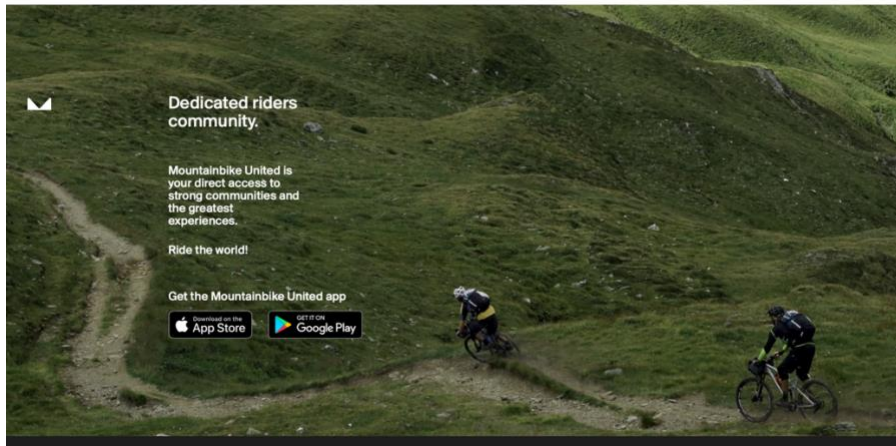 Dedicated riders
community.
Mountainbike United is
your direct access to
strong communities and
the greatest
experiences.
Ride the world!
Get the Mountainbike United app
Download on the
App Store
GET IT ON
Google Play